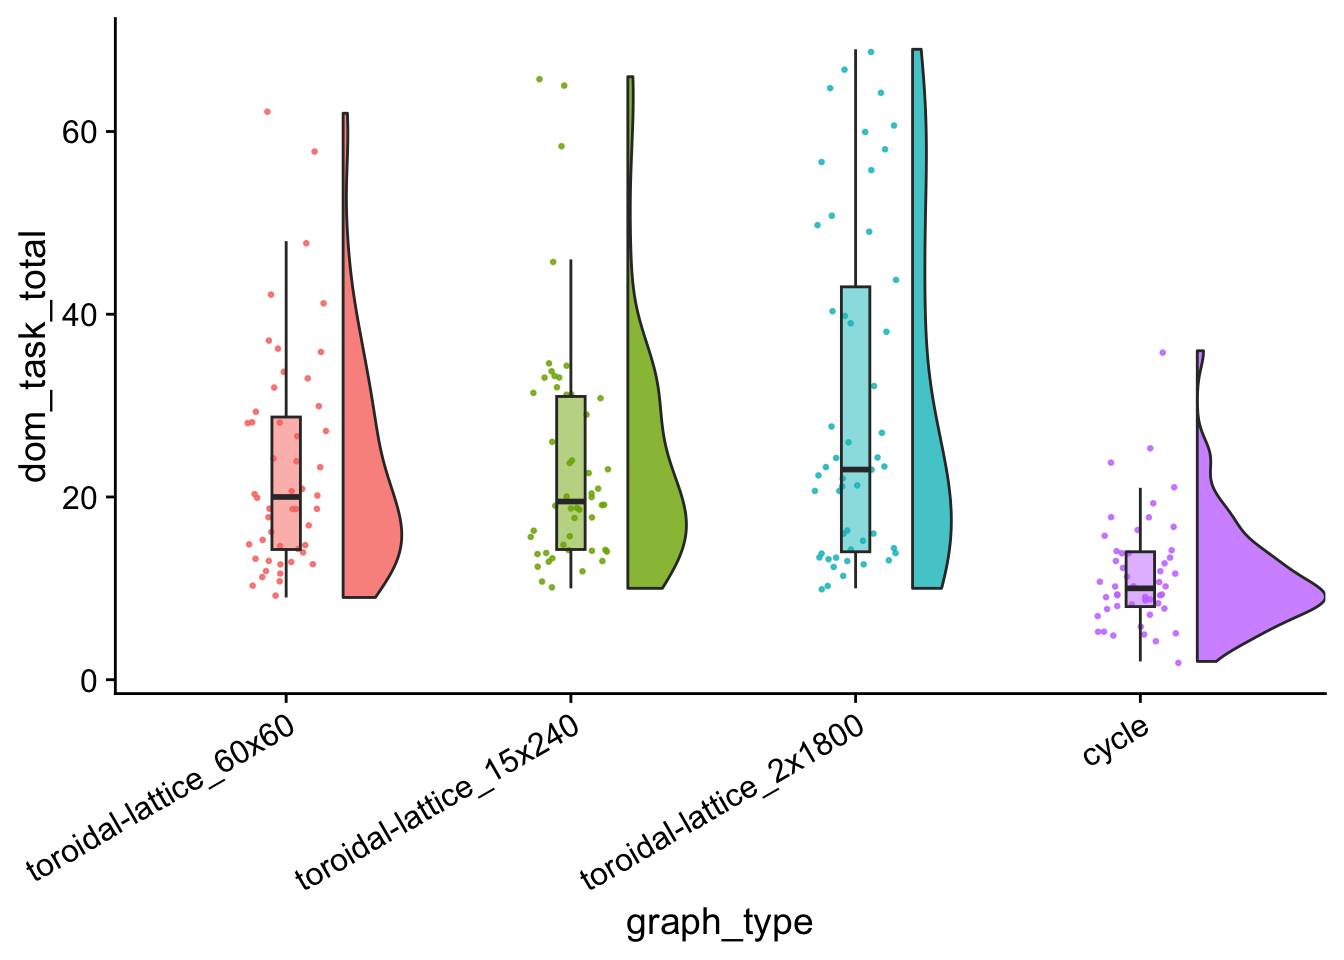 dom_task_total
60
40
20
0
toroidal-lattice_60x60
toroidal-lattice_15x240
toroidal-lattice_2x1800
cycle
graph_type